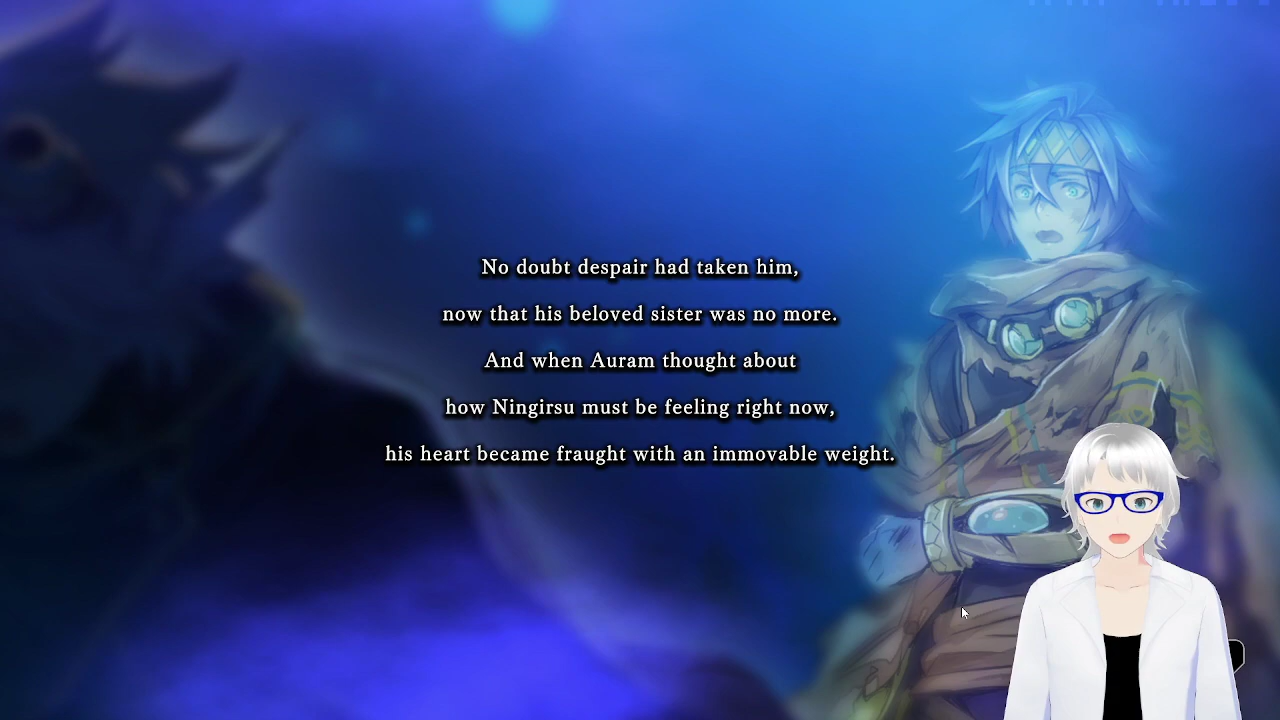 No doubt despair had taken him,
now that his beloved sister was no more.
And when Auram thought about
how Ningirsu must be feeling right now,
his heart became fraught with an immovable weight.